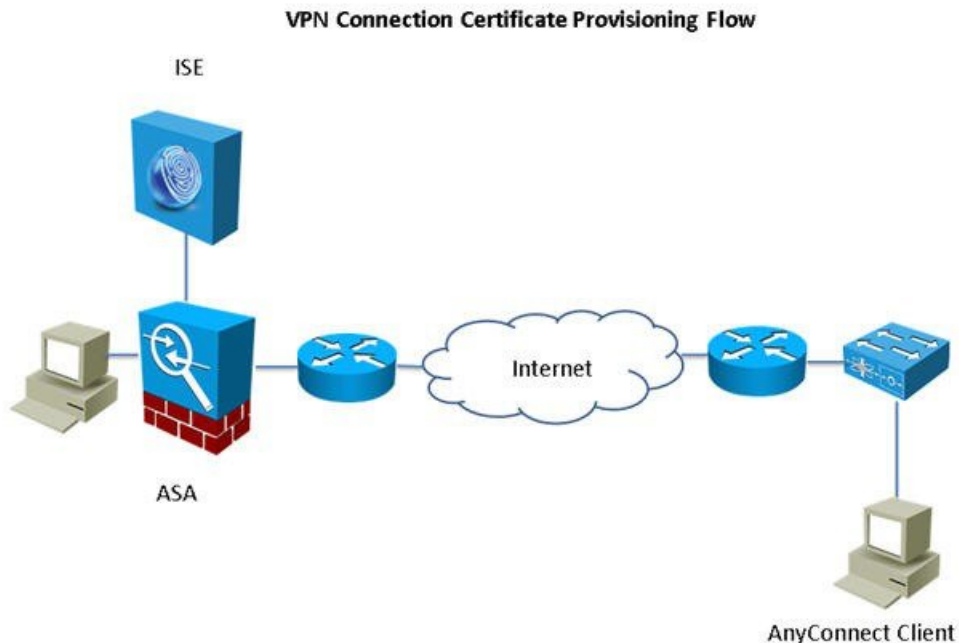 VPN Connection Certificate Provisioning Flow
ISE
Internet
ASA
AnyConnect Client